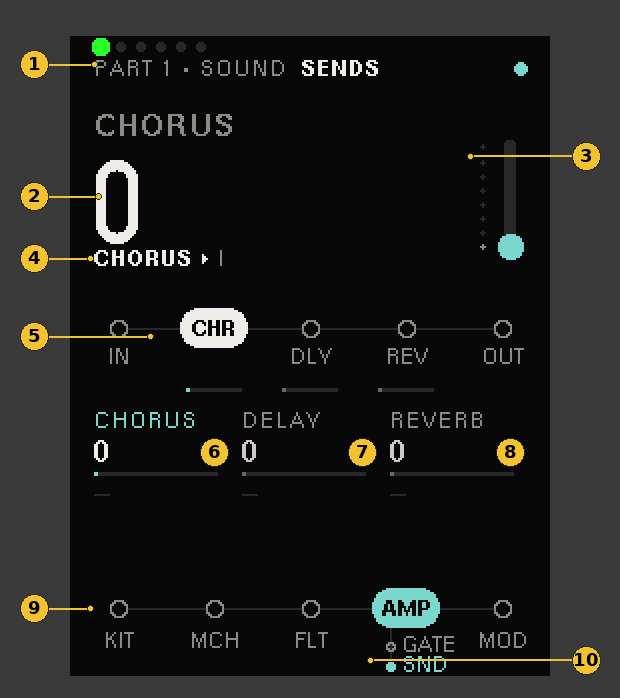 1 PART 1 · SOUND SENDS
CHORUS
3
2 0
4 CHORUS ▸ |
CHR
5 IN DLY REV OUT
CHORUS DELAY REVERB
0 6 0 7 0 8
9 AMP
KIT MCH FLT GATE MOD
SND 10